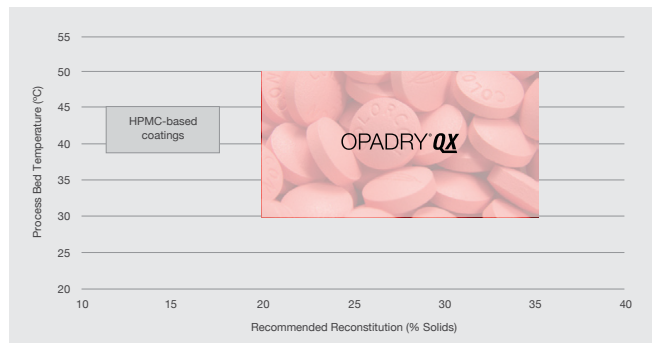 Process Bed Temperature (ºC)
55
50
45
40
35
30
25
20
HPMC-based
coatings
OPADRY® QX
10 15 20 25 30 35 40
Recommended Reconstitution (% Solids)